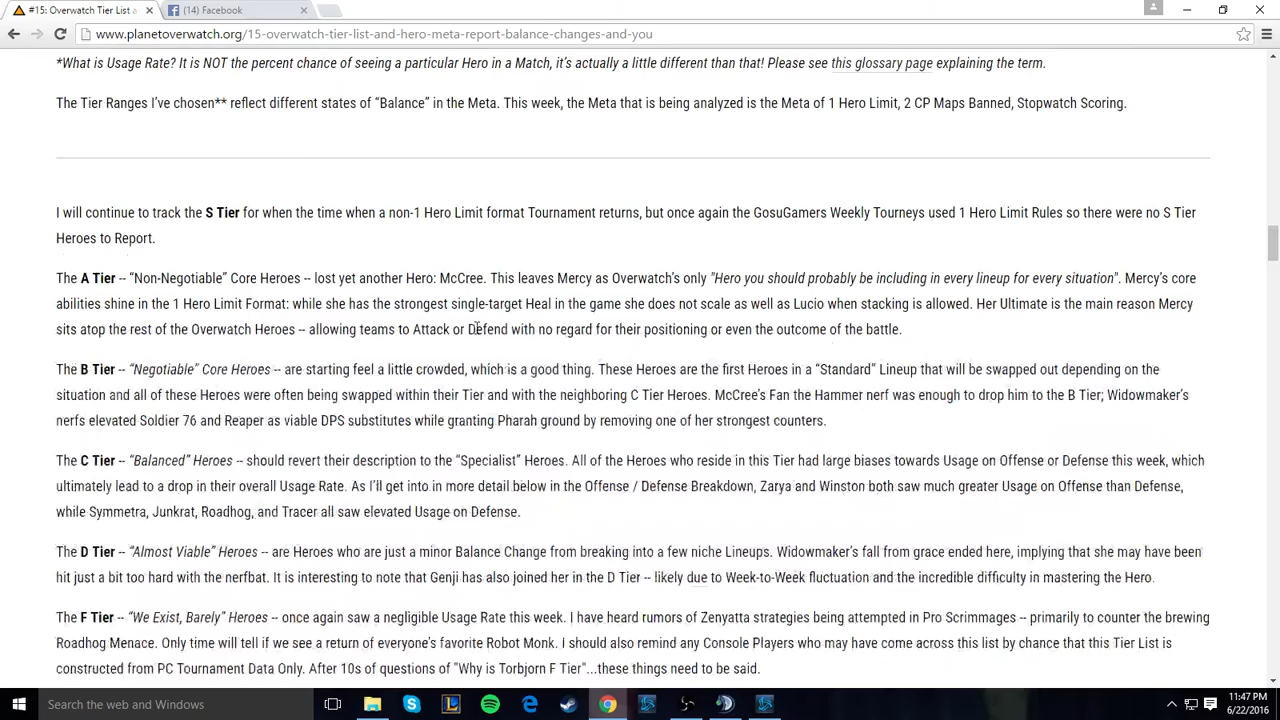 #15: Overwatch Tier List a
(14) Facebook
www.planetoverwatch.org/15-overwatch-tier-list-and-hero-meta-report-balance-changes-and-you
*What is Usage Rate? It is NOT the percent chance of seeing a particular Hero in a Match, it's actually a little different than that! Please see this glossary page explaining the term.
The Tier Ranges I've chosen** reflect different states of “Balance” in the Meta. This week, the Meta that is being analyzed is the Meta of 1 Hero Limit, 2 CP Maps Banned, Stopwatch Scoring.
I will continue to track the S Tier for when the time when a non-1 Hero Limit format Tournament returns, but once again the GosuGamers Weekly Tourneys used 1 Hero Limit Rules so there were no S Tier
Heroes to Report.
The A Tier -- “Non-Negotiable” Core Heroes -- lost yet another Hero: McCree. This leaves Mercy as Overwatch's only "Hero you should probably be including in every lineup for every situation". Mercy's core
abilities shine in the 1 Hero Limit Format: while she has the strongest single-target Heal in the game she does not scale as well as Lucio when stacking is allowed. Her Ultimate is the main reason Mercy
sits atop the rest of the Overwatch Heroes -- allowing teams to Attack or Defend with no regard for their positioning or even the outcome of the battle.
The B Tier -- “Negotiable” Core Heroes -- are starting feel a little crowded, which is a good thing. These Heroes are the first Heroes in a “Standard” Lineup that will be swapped out depending on the
situation and all of these Heroes were often being swapped within their Tier and with the neighboring C Tier Heroes. McCree's Fan the Hammer nerf was enough to drop him to the B Tier; Widowmaker's
nerfs elevated Soldier 76 and Reaper as viable DPS substitutes while granting Pharah ground by removing one of her strongest counters.
The C Tier -- “Balanced” Heroes -- should revert their description to the “Specialist” Heroes. All of the Heroes who reside in this Tier had large biases towards Usage on Offense or Defense this week, which
ultimately lead to a drop in their overall Usage Rate. As I'll get into in more detail below in the Offense / Defense Breakdown, Zarya and Winston both saw much greater Usage on Offense than Defense,
while Symmetra, Junkrat, Roadhog, and Tracer all saw elevated Usage on Defense.
The D Tier -- “Almost Viable” Heroes -- are Heroes who are just a minor Balance Change from breaking into a few niche Lineups. Widowmaker's fall from grace ended here, implying that she may have been
hit just a bit too hard with the nerfbat. It is interesting to note that Genji has also joined her in the D Tier -- likely due to Week-to-Week fluctuation and the incredible difficulty in mastering the Hero.
The F Tier -- “We Exist, Barely” Heroes -- once again saw a negligible Usage Rate this week. I have heard rumors of Zenyatta strategies being attempted in Pro Scrimmages -- primarily to counter the brewing
Roadhog Menace. Only time will tell if we see a return of everyone's favorite Robot Monk. I should also remind any Console Players who may have come across this list by chance that this Tier List is
constructed from PC Tournament Data Only. After 10s of questions of "Why is Torbjorn F Tier"...these things need to be said.
Search the web and Windows
11:47 PM
6/22/2016